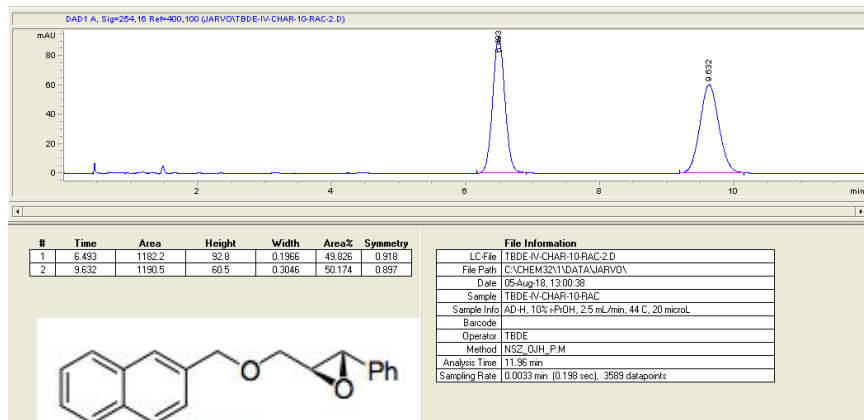 DAD1 A, Sig=254,16 Ref=400,100 (JARVO\TBDE-IV-CHAR-10-RAC-2.D)
mAU
80
60
40
20
0
6.493
9.632
2 4 6 8 10 min
# Time Area Height Width Area% Symmetry
1 6.493 1182.2 92.8 0.1966 49.826 0.918
2 9.632 1190.5 60.5 0.3046 50.174 0.897
File Information
LC-File TBDE-IV-CHAR-10-RAC-2.D
File Path C:\CHEM32\1\DATA\JARVO\
Date 05-Aug-18, 13:00:38
Sample TBDE-IV-CHAR-10-RAC
Sample Info AD-H, 10% i-PrOH, 2.5 mL/min, 44 C, 20 microL
Barcode
Operator TBDE
Method NSZ_OJH_P.M
Analysis Time 11.96 min
Sampling Rate 0.0033 min (0.198 sec), 3589 datapoints
O
O
Ph